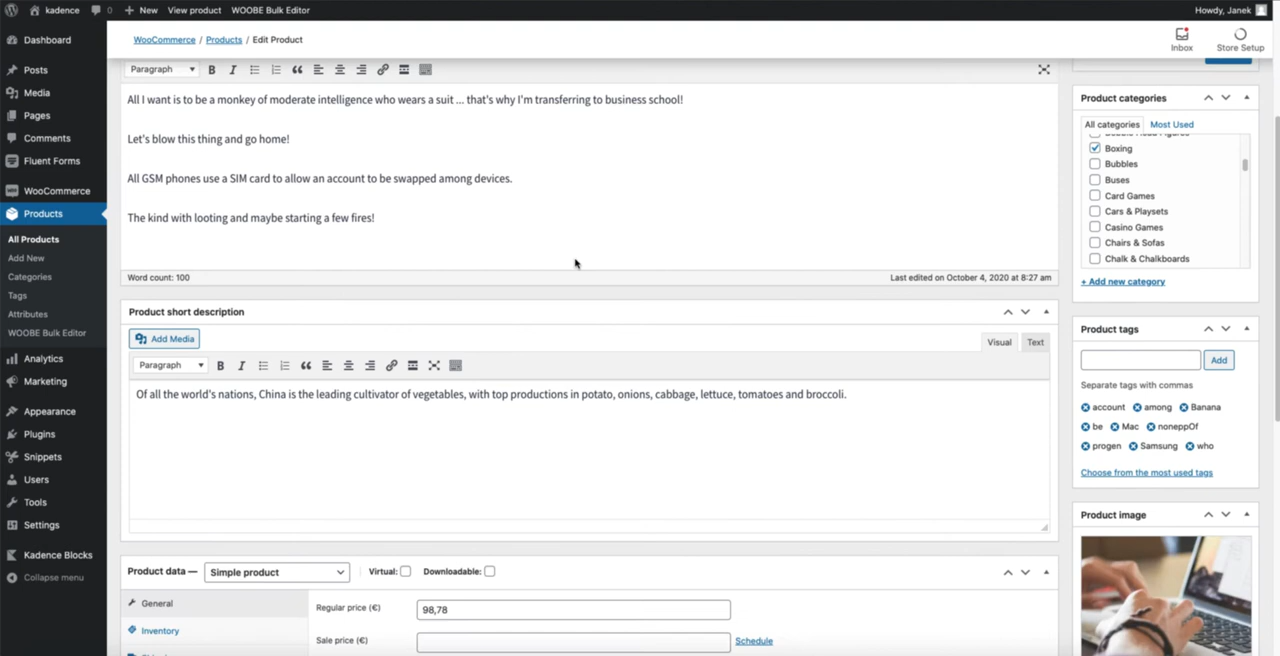 kadence
0
New
View product
WOOBE Bulk Editor
Howdy, Janek
Dashboard
Posts
Media
Pages
Comments
Fluent Forms
WooCommerce
Products
All Products
Add New
Categories
Tags
Attributes
WOOBE Bulk Editor
Analytics
Marketing
Appearance
Plugins
Snippets
Users
Tools
Settings
Kadence Blocks
Collapse menu
WooCommerce / Products / Edit Product
Inbox
Store Setup
Paragraph
All I want is to be a monkey of moderate intelligence who wears a suit ... that's why I'm transferring to business school!
Let's blow this thing and go home!
All GSM phones use a SIM card to allow an account to be swapped among devices.
The kind with looting and maybe starting a few fires!
Word count: 100
Last edited on October 4, 2020 at 8:27 am
Product short description
Add Media
Visual
Text
Paragraph
Of all the world's nations, China is the leading cultivator of vegetables, with top productions in potato, onions, cabbage, lettuce, tomatoes and broccoli.
Product data —
Simple product
Virtual:
Downloadable:
General
Inventory
Regular price (€)
98,78
Sale price (€)
Schedule
Product categories
All categories
Most Used
Boxing
Bubbles
Buses
Card Games
Cars & Playsets
Casino Games
Chairs & Sofas
Chalk & Chalkboards
+ Add new category
Product tags
Add
Separate tags with commas
account among Banana
be Mac noneppOf
progen Samsung who
Choose from the most used tags
Product image